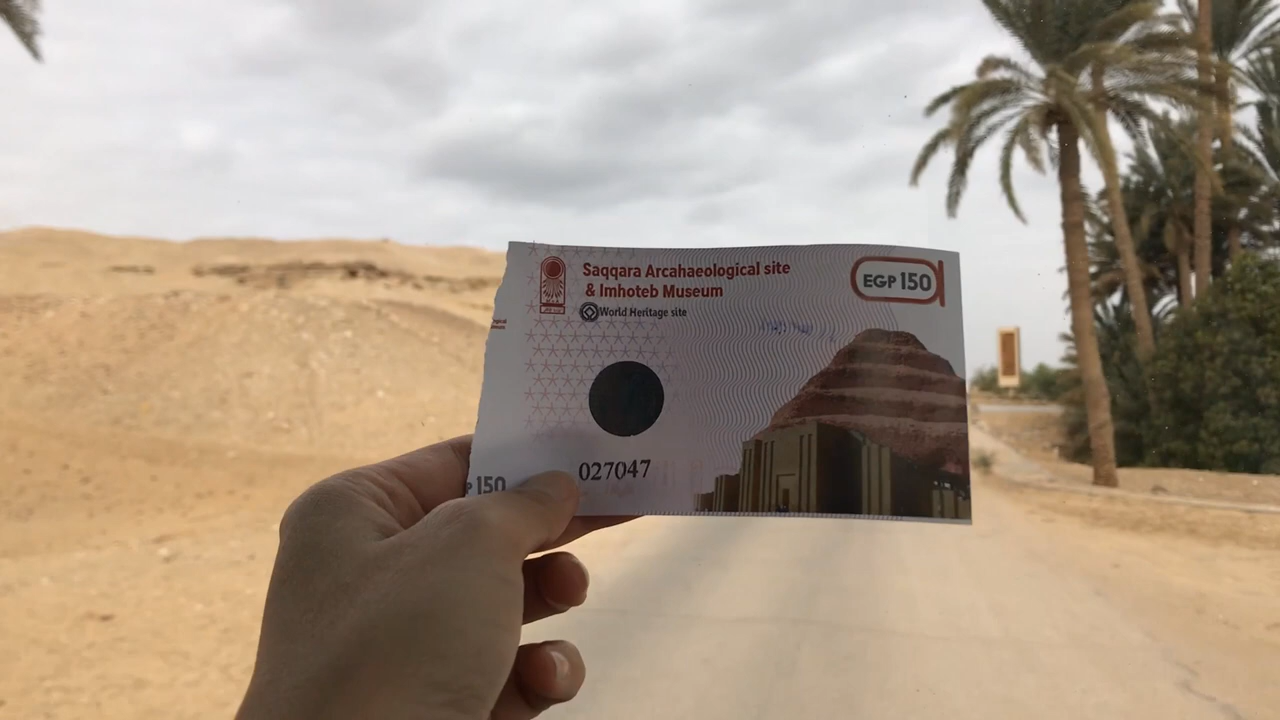 Saqqara Arcahaeological site
& Imhoteb Museum
World Heritage site
EGP 150
027047
P 150